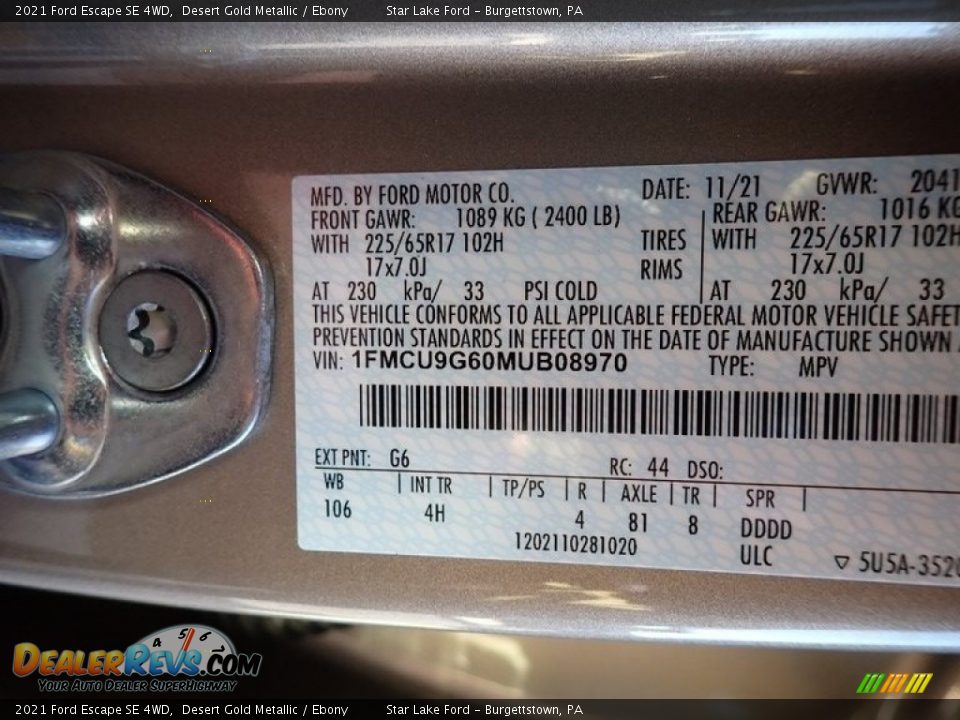 2021 Ford Escape SE 4WD, Desert Gold Metallic / Ebony Star Lake Ford - Burgettstown, PA
MFD. BY FORD MOTOR CO. DATE: 11/21 GVWR: 2041
FRONT GAWR: 1089 KG ( 2400 LB) REAR GAWR: 1016 KG
WITH 225/65R17 102H TIRES WITH 225/65R17 102H
17x7.0J RIMS 17x7.0J
AT 230 kPa/ 33 PSI COLD AT 230 kPa/ 33
THIS VEHICLE CONFORMS TO ALL APPLICABLE FEDERAL MOTOR VEHICLE SAFET
PREVENTION STANDARDS IN EFFECT ON THE DATE OF MANUFACTURE SHOWN
VIN: 1FMCU9G60MUB08970 TYPE: MPV
EXT PNT: G6 RC: 44 DSO:
WB INT TR TP/PS R AXLE TR SPR
106 4H 4 81 8 DDDD
1202110281020 ULC 5U5A-3520
4 5 6
DEALERREVS.COM
YOUR AUTO DEALER SUPERHIGHWAY
2021 Ford Escape SE 4WD, Desert Gold Metallic / Ebony Star Lake Ford - Burgettstown, PA